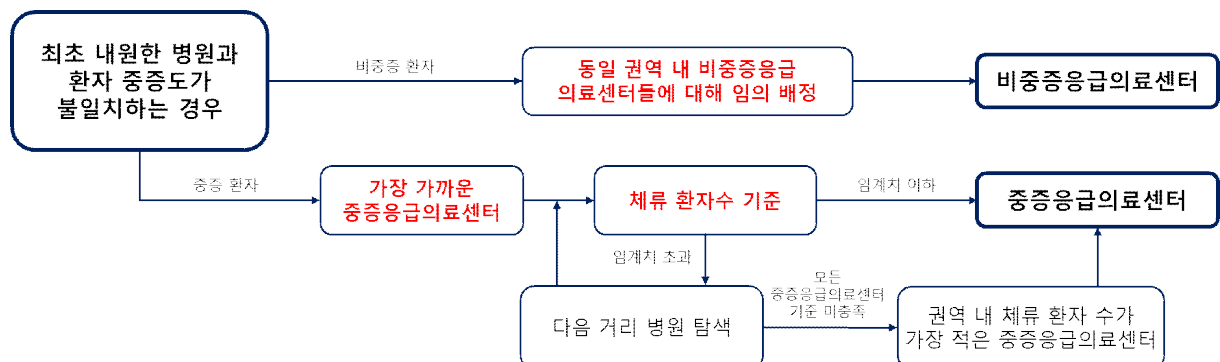 최초 내원한 병원과
환자 중증도가
불일치하는 경우
비중증 환자
동일 권역 내 비중증응급
의료센터들에 대해 임의 배정
비중증응급의료센터
중증 환자
가장 가까운
중증응급의료센터
체류 환자수 기준
임계치 이하
중증응급의료센터
임계치 초과
다음 거리 병원 탐색
모든
중증응급의료센터
기준 미충족
권역 내 체류 환자 수가
가장 적은 중증응급의료센터